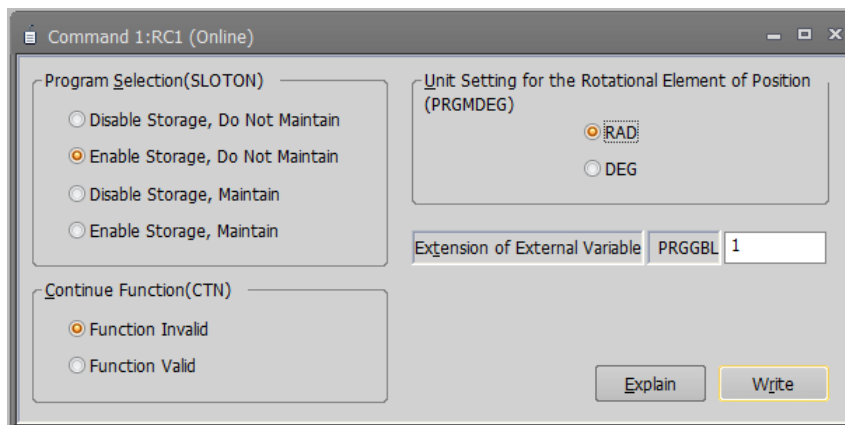 Command 1:RC1 (Online)
Program Selection(SLOTON)
Disable Storage, Do Not Maintain
Enable Storage, Do Not Maintain
Disable Storage, Maintain
Enable Storage, Maintain
Continue Function(CTN)
Function Invalid
Function Valid
Unit Setting for the Rotational Element of Position
(PRGMDEG)
RAD
DEG
Extension of External Variable PRGGBL 1
Explain Write